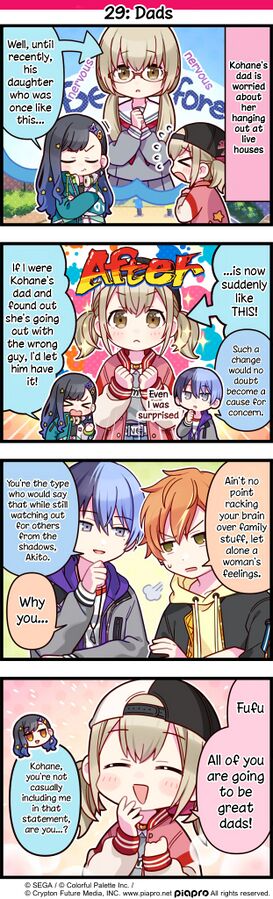 29: Dads
Kohane's
dad is
worried
about
her
hanging
out at
live
houses
Well, until
recently,
his
daughter
who was
once like
this...
nervous
nervous
Before
After
...is now
suddenly
like
THIS!
If I were
Kohane's
dad and
found out
she's going
out with the
wrong guy,
I'd let
him have
it!
Such a
change
would no
doubt
become a
cause for
concern.
Even
I was
surprised
Ain't no
point
racking
your brain
over family
stuff, let
alone a
woman's
feelings.
You're the
type who
would say
that while still
watching out
for others
from the
shadows,
Akito.
Why
you...
Fufu
All of you
are going
to be
great
dads!
Kohane,
you're not
casually
including me
in that
statement,
are you...?
© SEGA / © Colorful Palette Inc. /
© Crypton Future Media, INC. www.piapro.net piapro All rights reserved.